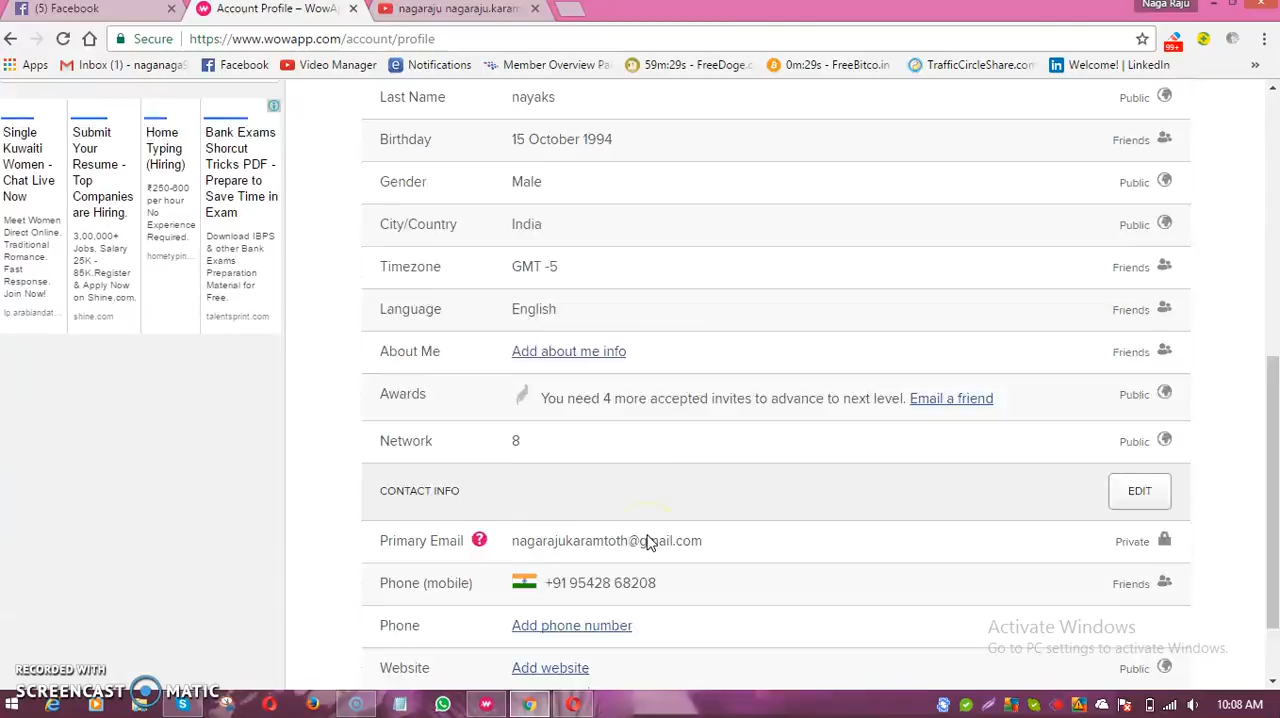 (5) Facebook
Account Profile – WowAp
nagaraju nagaraju.karam
Naga Raju
Secure
https://www.wowapp.com/account/profile
99+
Apps
Inbox (1) - naganaga
Facebook
Video Manager
Notifications
Member Overview Pa
59m:29s - FreeDoge.c
0m:29s - FreeBitco.in
TrafficCircleShare.com
Welcome! | LinkedIn
»
Single
Kuwaiti
Women -
Chat Live
Now
Meet Women
Direct Online.
Traditional
Romance.
Fast
Response.
Join Now!
lp.arabiandat...
Submit
Your
Resume -
Top
Companies
are Hiring.
3,00,000+
Jobs, Salary
25K -
85K.Register
& Apply Now
on Shine.com.
shine.com
Home
Typing
(Hiring)
₹250-600
per hour
No
Experience
Required.
hometypin...
Bank Exams
Shorcut
Tricks PDF -
Prepare to
Save Time in
Exam
Download IBPS
& other Bank
Exams
Preparation
Material for
Free.
talentsprint.com
Last Name nayaks Public
Birthday 15 October 1994 Friends
Gender Male Public
City/Country India Public
Timezone GMT -5 Friends
Language English Friends
About Me Add about me info Friends
Awards You need 4 more accepted invites to advance to next level. Email a friend Public
Network 8 Public
CONTACT INFO EDIT
Primary Email ? nagarajukaramtoth@gmail.com Private
Phone (mobile) +91 95428 68208 Friends
Phone Add phone number
Website Add website Public
Activate Windows
Go to PC settings to activate Windows.
RECORDED WITH
SCREENCAST MATIC
10:08 AM